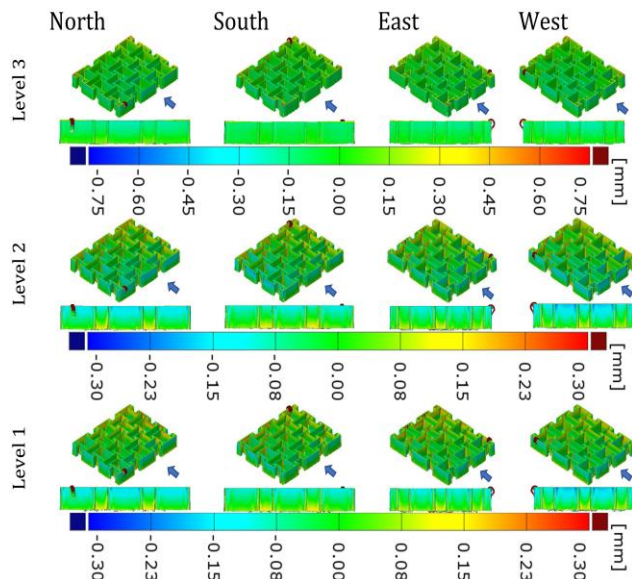 North South East West
Level 3
-0.75 -0.60 -0.45 -0.30 -0.15 0.00 0.15 0.30 0.45 0.60 0.75 [mm]
Level 2
-0.30 -0.23 -0.15 -0.08 0.00 0.08 0.15 0.23 0.30 [mm]
Level 1
-0.30 -0.23 -0.15 -0.08 0.00 0.08 0.15 0.23 0.30 [mm]